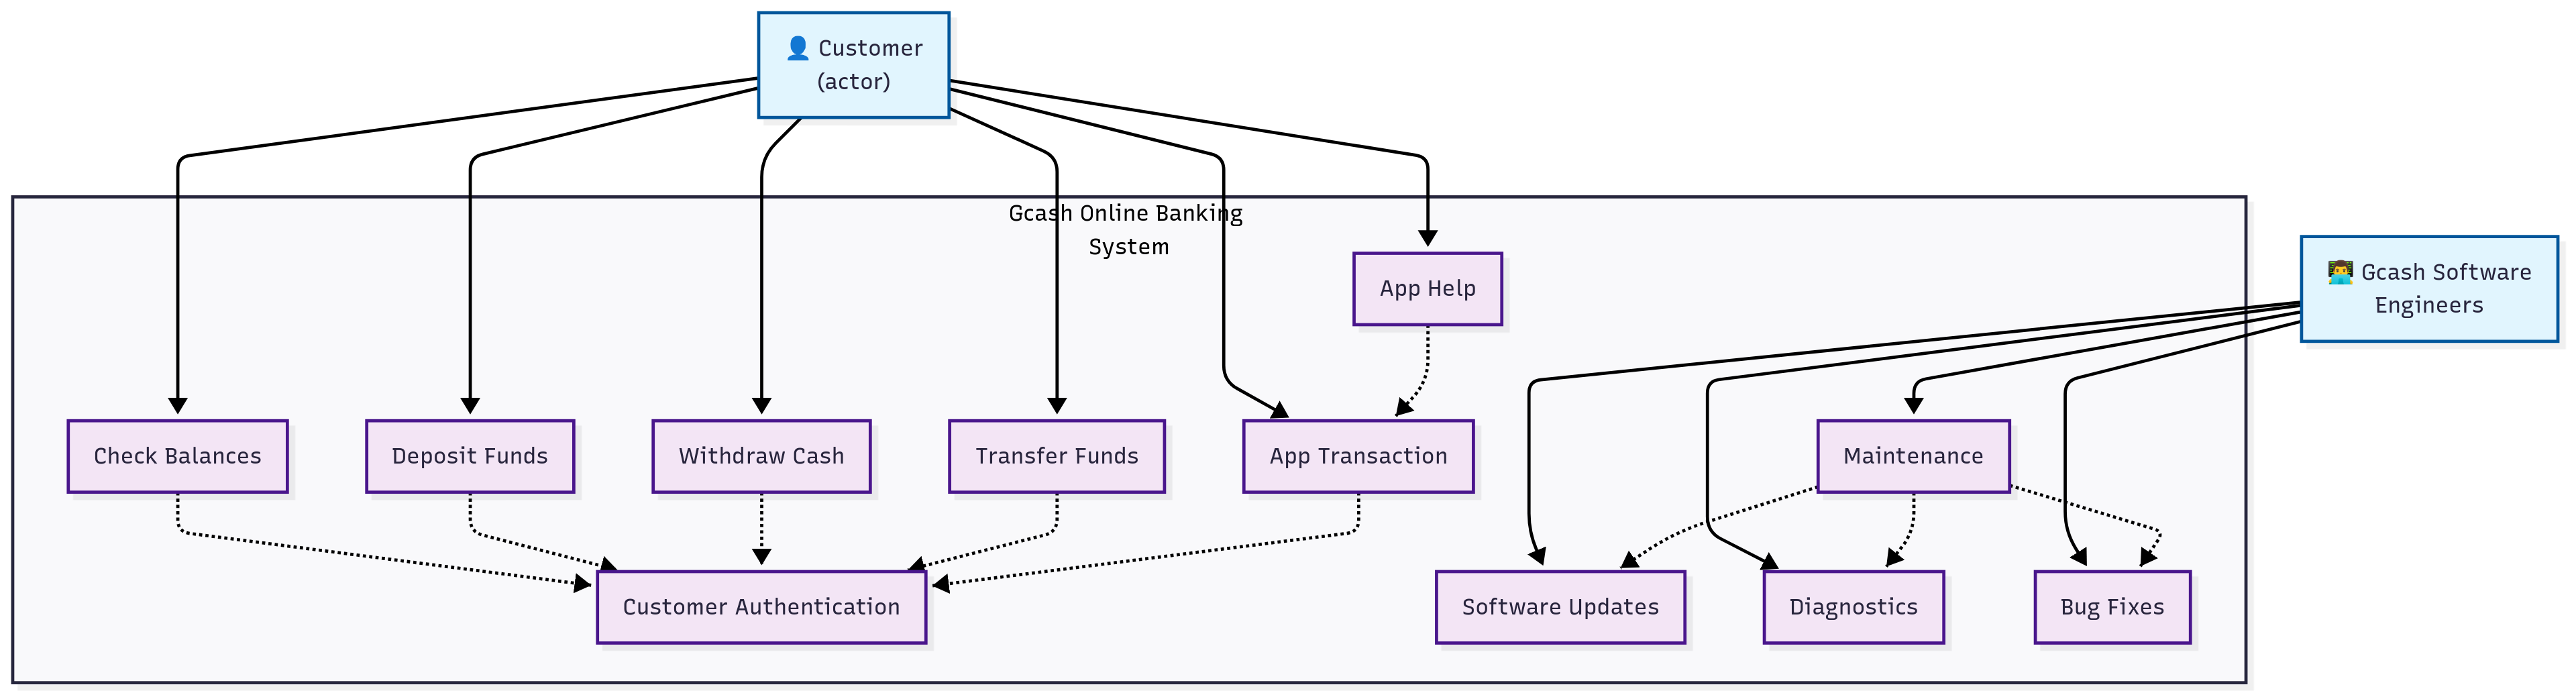 Customer
(actor)
Gcash Online Banking
System
App Help
Gcash Software
Engineers
Check Balances
Deposit Funds
Withdraw Cash
Transfer Funds
App Transaction
Maintenance
Customer Authentication
Software Updates
Diagnostics
Bug Fixes